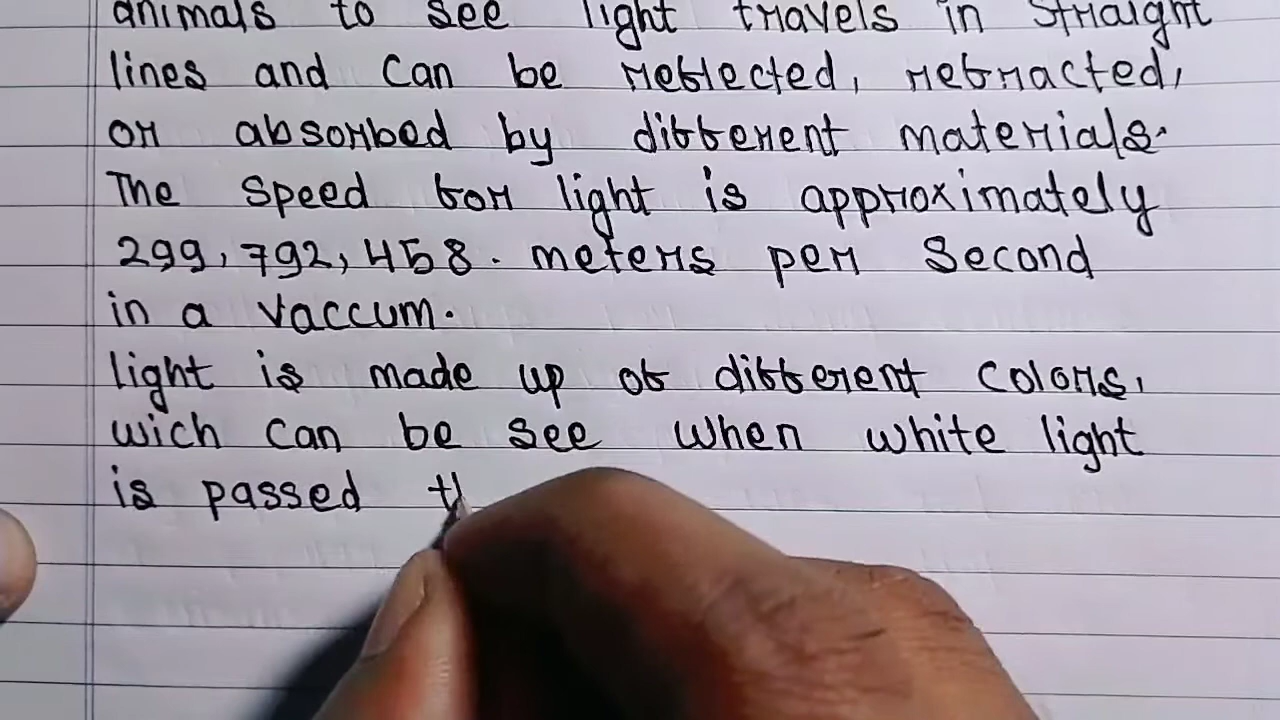 animals to see light travels in straight
lines and can be reflected, refracted,
or absorbed by different materials.
The speed for light is approximately
299,792,458. meters per second
in a vaccum.
light is made up of different colors,
wich can be see when white light
is passed th